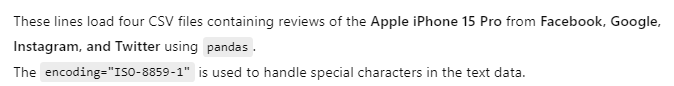 These lines load four CSV files containing reviews of the Apple iPhone 15 Pro from Facebook, Google,
Instagram, and Twitter using pandas .
The encoding="ISO-8859-1" is used to handle special characters in the text data.